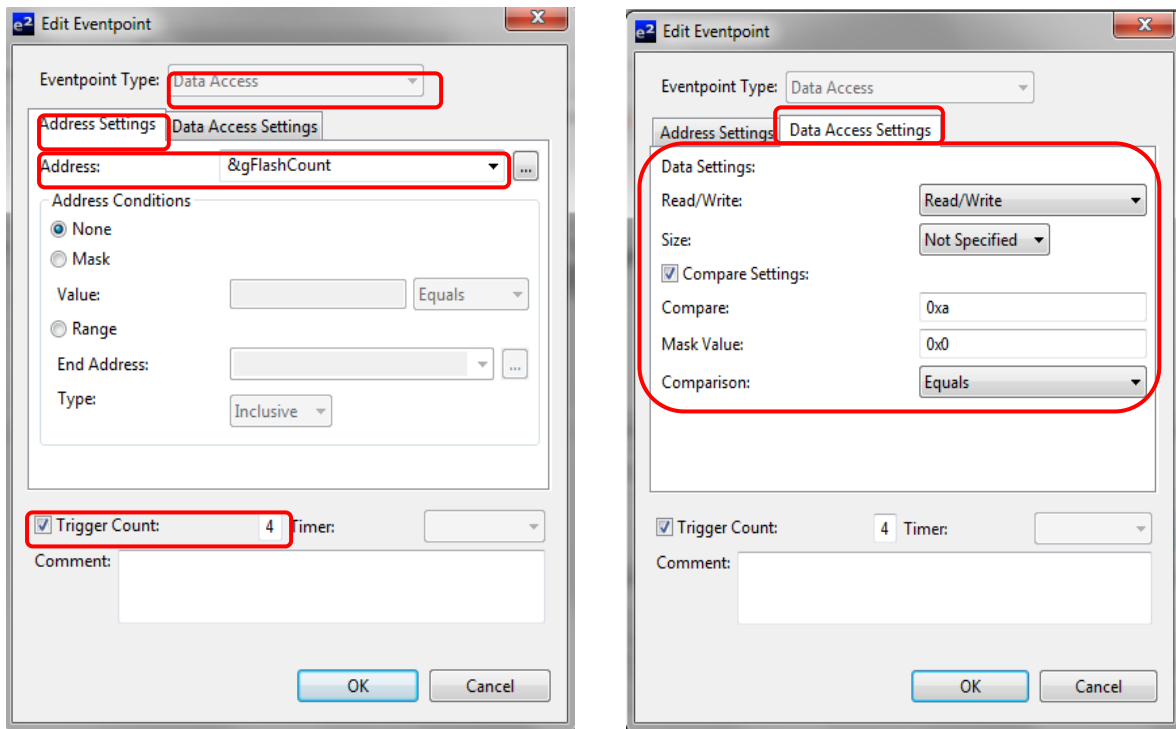 e² Edit Eventpoint
X
Eventpoint Type: Data Access
Address Settings Data Access Settings
Address: &gFlashCount ...
Address Conditions
None
Mask
Value: Equals
Range
End Address: ...
Type: Inclusive
Trigger Count: 4 Timer:
Comment:
OK Cancel
e² Edit Eventpoint
X
Eventpoint Type: Data Access
Address Settings Data Access Settings
Data Settings:
Read/Write: Read/Write
Size: Not Specified
Compare Settings:
Compare: 0xa
Mask Value: 0x0
Comparison: Equals
Trigger Count: 4 Timer:
Comment:
OK Cancel